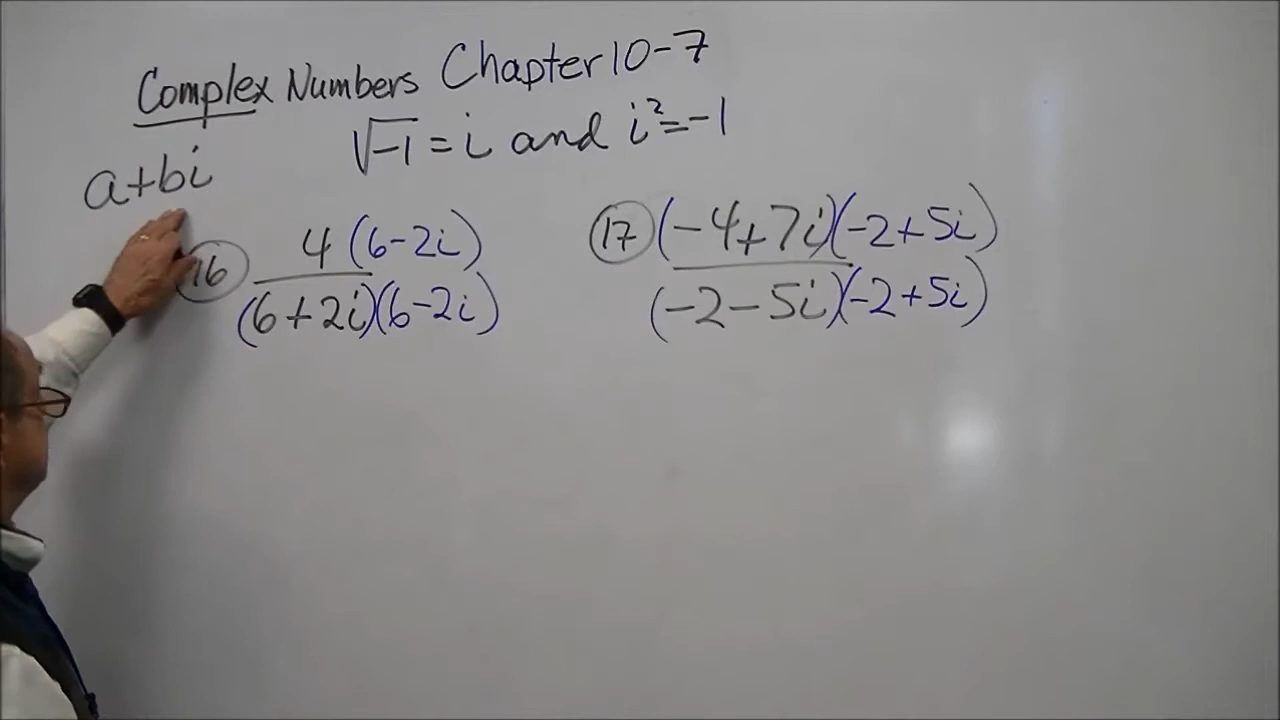 Complex Numbers Chapter 10-7
√-1 = i and i²=-1
a+bi
16 4(6-2i)
(6+2i)(6-2i)
17 (-4+7i)(-2+5i)
(-2-5i)(-2+5i)